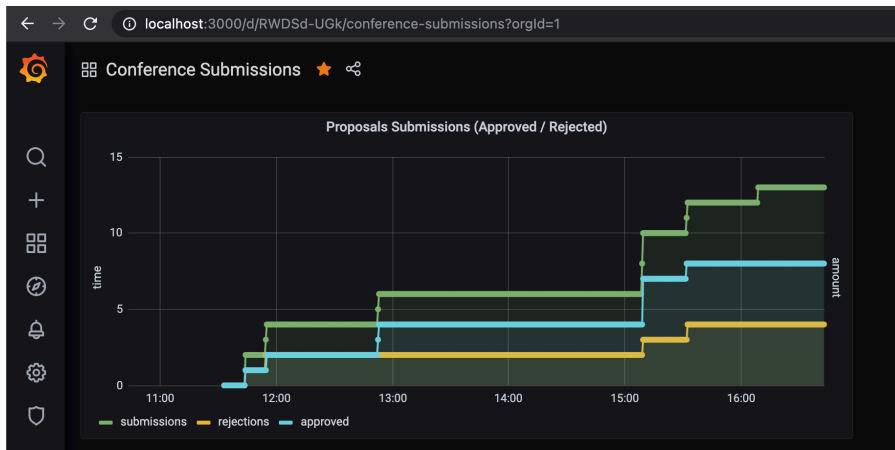 localhost:3000/d/RWDSd-UGk/conference-submissions?orgId=1
Conference Submissions
Proposals Submissions (Approved / Rejected)
15
10
5
0
time
amount
11:00 12:00 13:00 14:00 15:00 16:00
submissions rejections approved